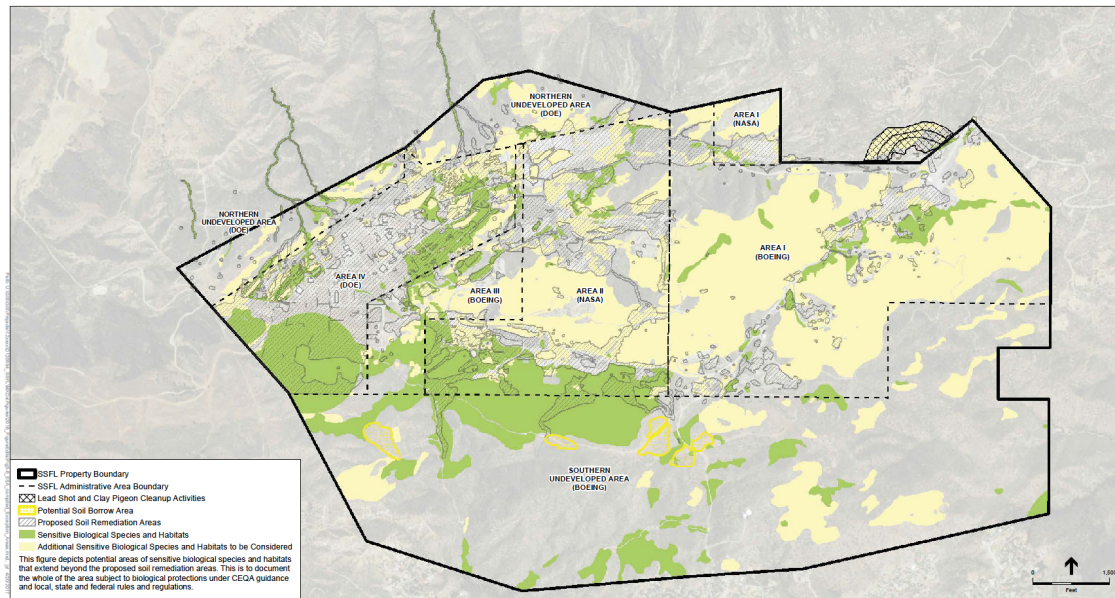 NORTHERN
UNDEVELOPED AREA
(DOE)
AREA I
(NASA)
NORTHERN
UNDEVELOPED AREA
(DOE)
AREA I
(BOEING)
AREA IV
(DOE)
AREA III
(BOEING)
AREA II
(NASA)
SOUTHERN
UNDEVELOPED AREA
(BOEING)
SSFL Property Boundary
SSFL Administrative Area Boundary
Lead Shot and Clay Pigeon Cleanup Activities
Potential Soil Borrow Area
Proposed Soil Remediation Areas
Sensitive Biological Species and Habitats
Additional Sensitive Biological Species and Habitats to be Considered
This figure depicts potential areas of sensitive biological species and habitats
that extend beyond the proposed soil remediation areas. This is to document
the whole of the area subject to biological protections under CEQA guidance
and local, state and federal rules and regulations.
0
Feet